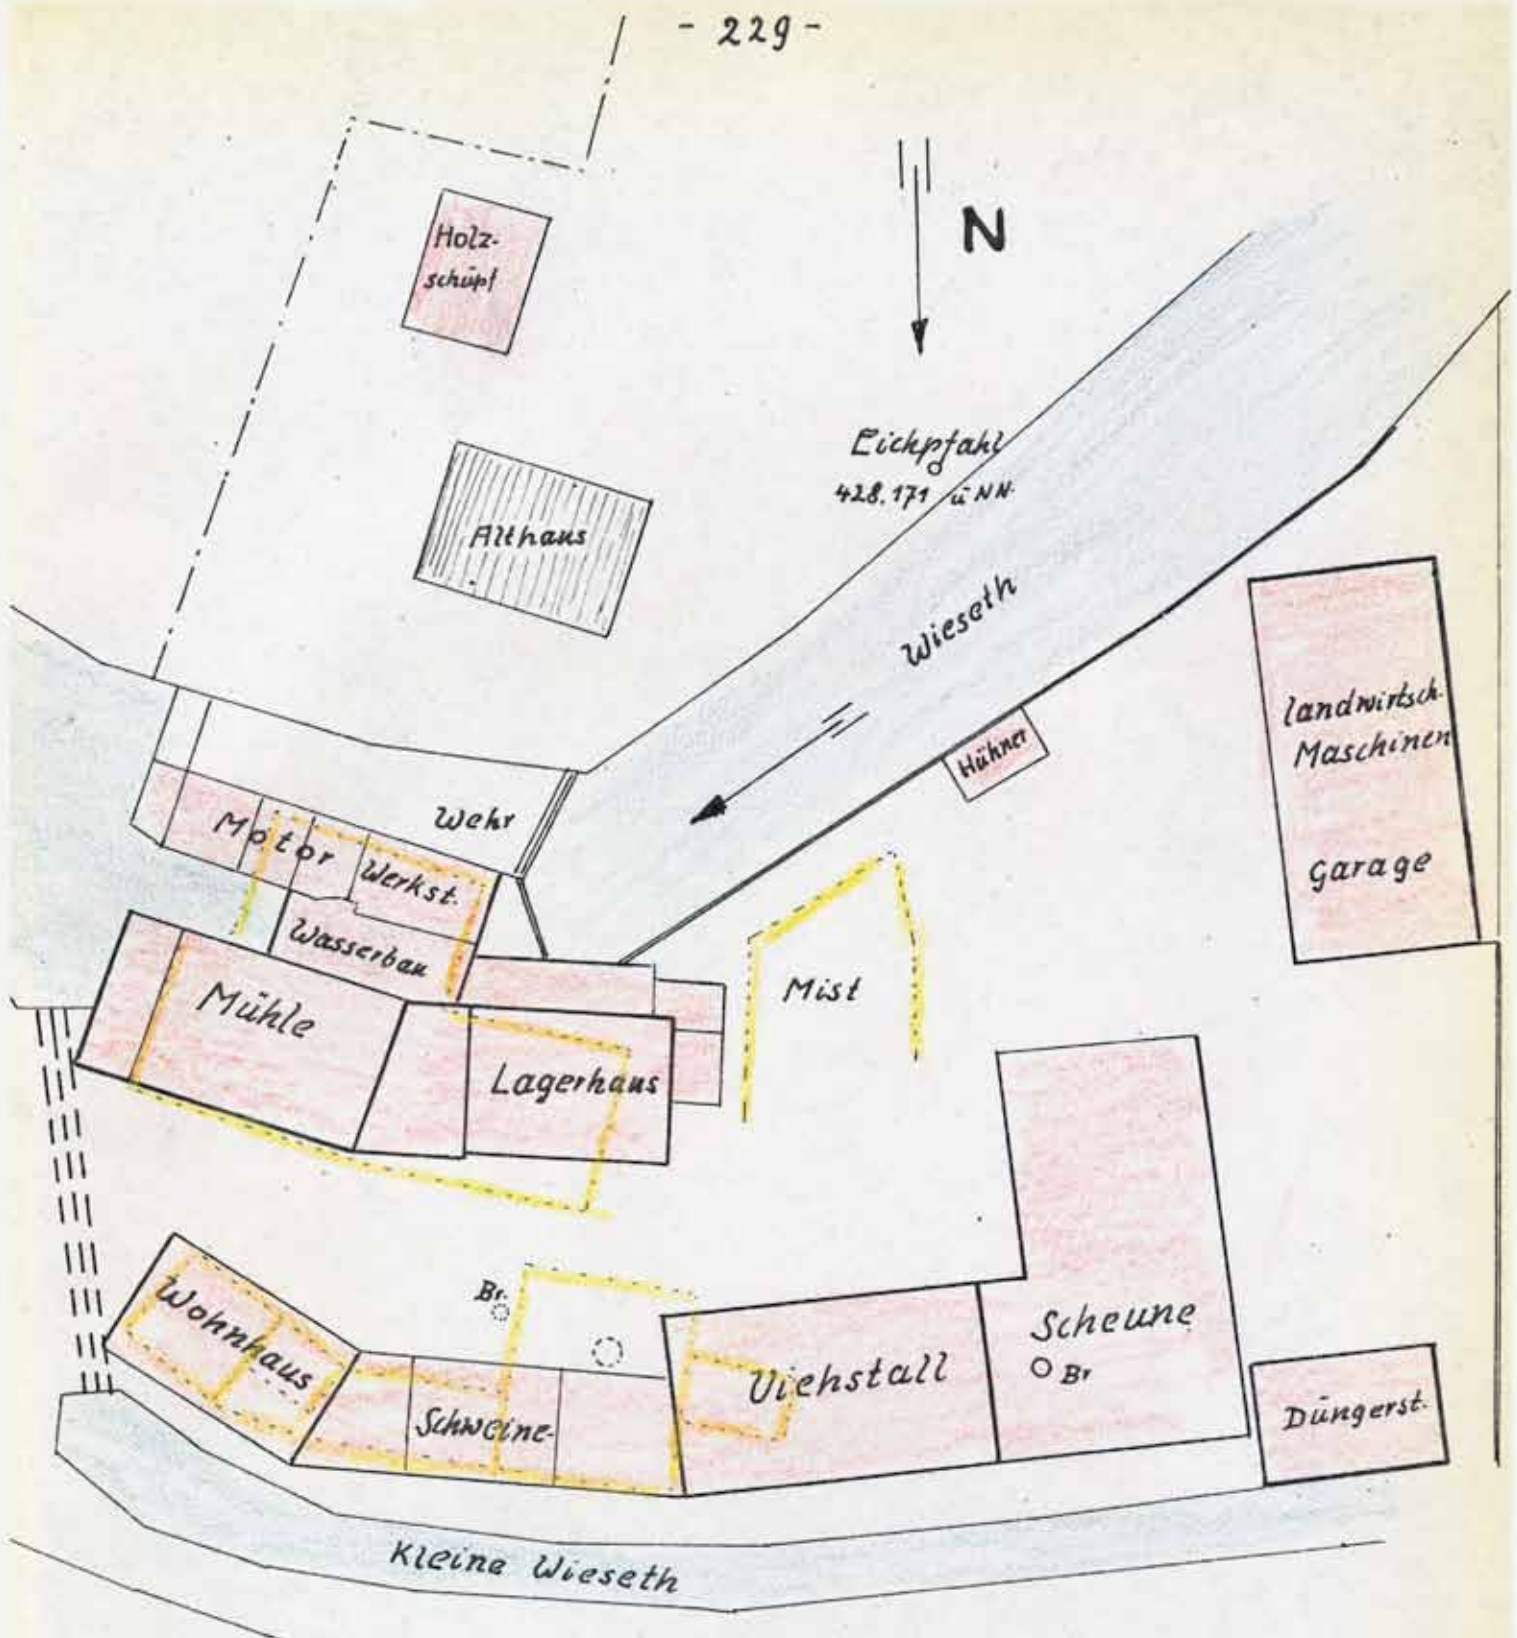 - 229 -
N
Holz-
schüpf
Eichpfahl
428.171 ü NN.
Althaus
Wieseth
landwirtsch.
Maschinen
Garage
Hühner
Wehr
Motor
Werkst.
Wasserbau
Mühle
Mist
Lagerhaus
Br.
Wohnhaus
Scheune
Br
Viehstall
Schweine-
Düngerst.
Kleine Wieseth